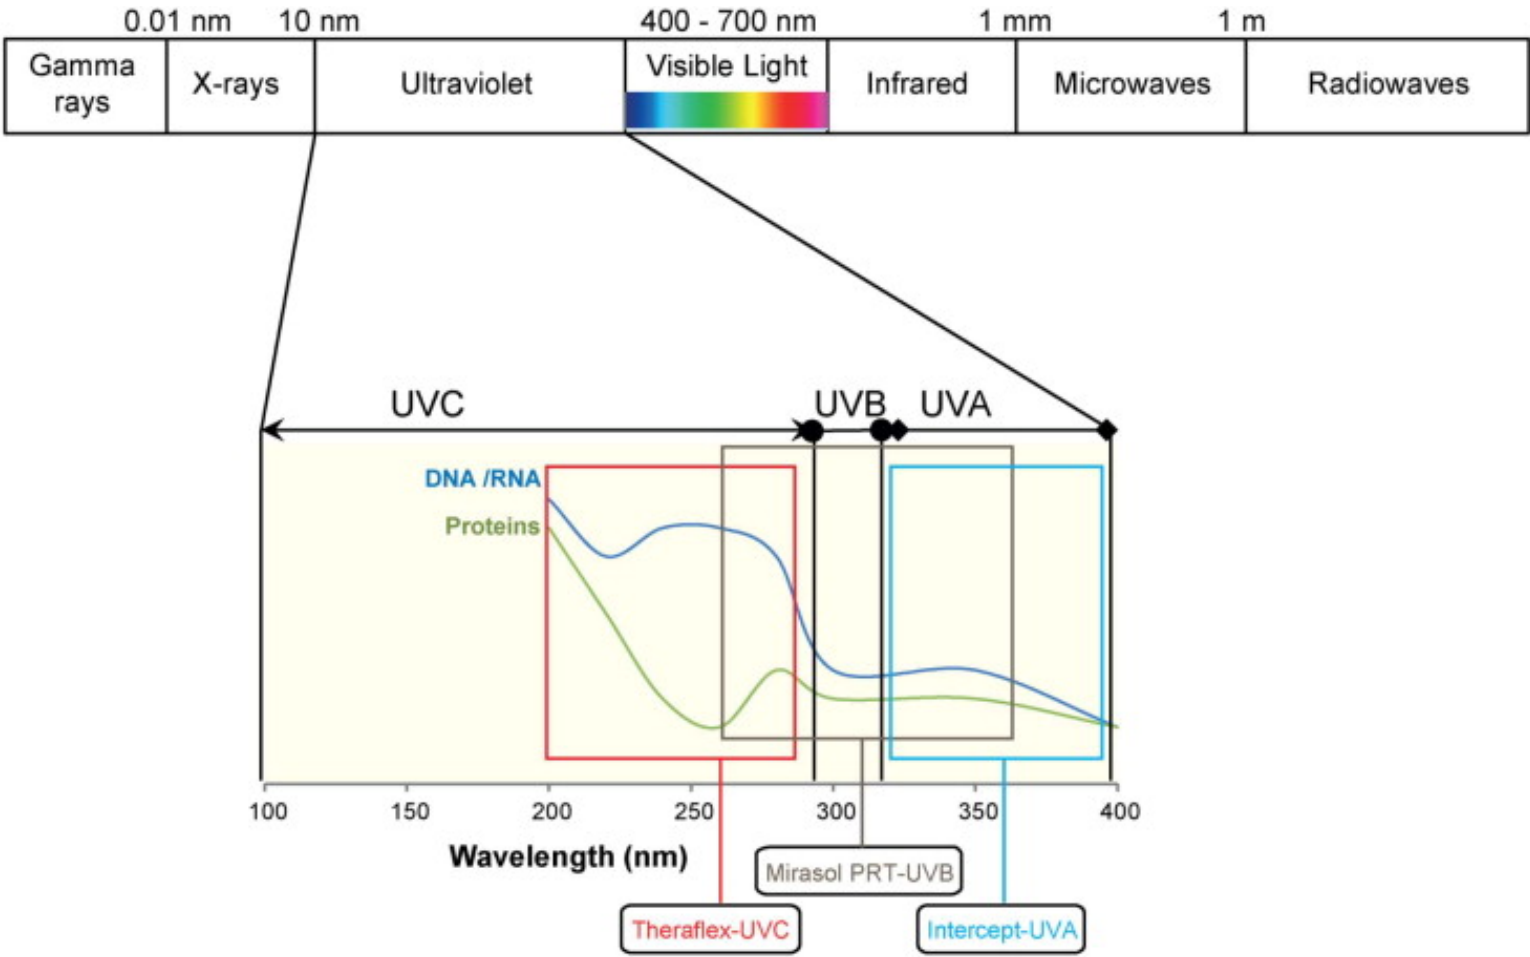 0.01 nm 10 nm 400 - 700 nm 1 mm 1 m
Gamma rays X-rays Ultraviolet Visible Light Infrared Microwaves Radiowaves
UVC UVB UVA
DNA /RNA
Proteins
100 150 200 250 300 350 400
Wavelength (nm)
Mirasol PRT-UVB
Theraflex-UVC Intercept-UVA